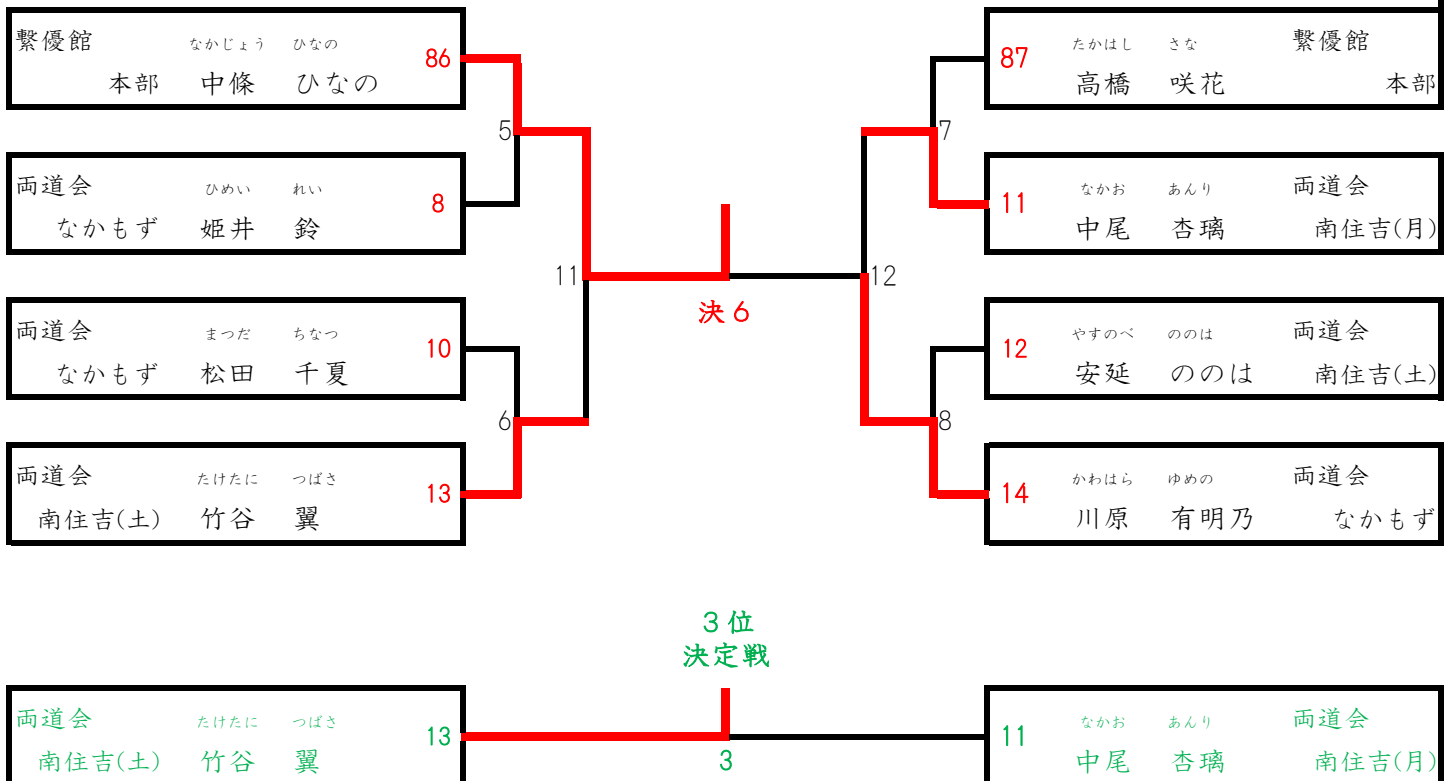 繋優館 なかじょう ひなの 86
本部 中條 ひなの
両道会 ひめい れい 8
なかもず 姫井 鈴
両道会 まつだ ちなつ 10
なかもず 松田 千夏
両道会 たけたに つばさ 13
南住吉(土) 竹谷 翼
5
6
11
決6
12
7
8
87 たかはし さな 繋優館
高橋 咲花 本部
11 なかお あんり 両道会
中尾 杏璃 南住吉(月)
12 やすのべ ののは 両道会
安延 ののは 南住吉(土)
14 かわはら ゆめの 両道会
川原 有明乃 なかもず
3位
決定戦
両道会 たけたに つばさ 13
南住吉(土) 竹谷 翼
3
11 なかお あんり 両道会
中尾 杏璃 南住吉(月)